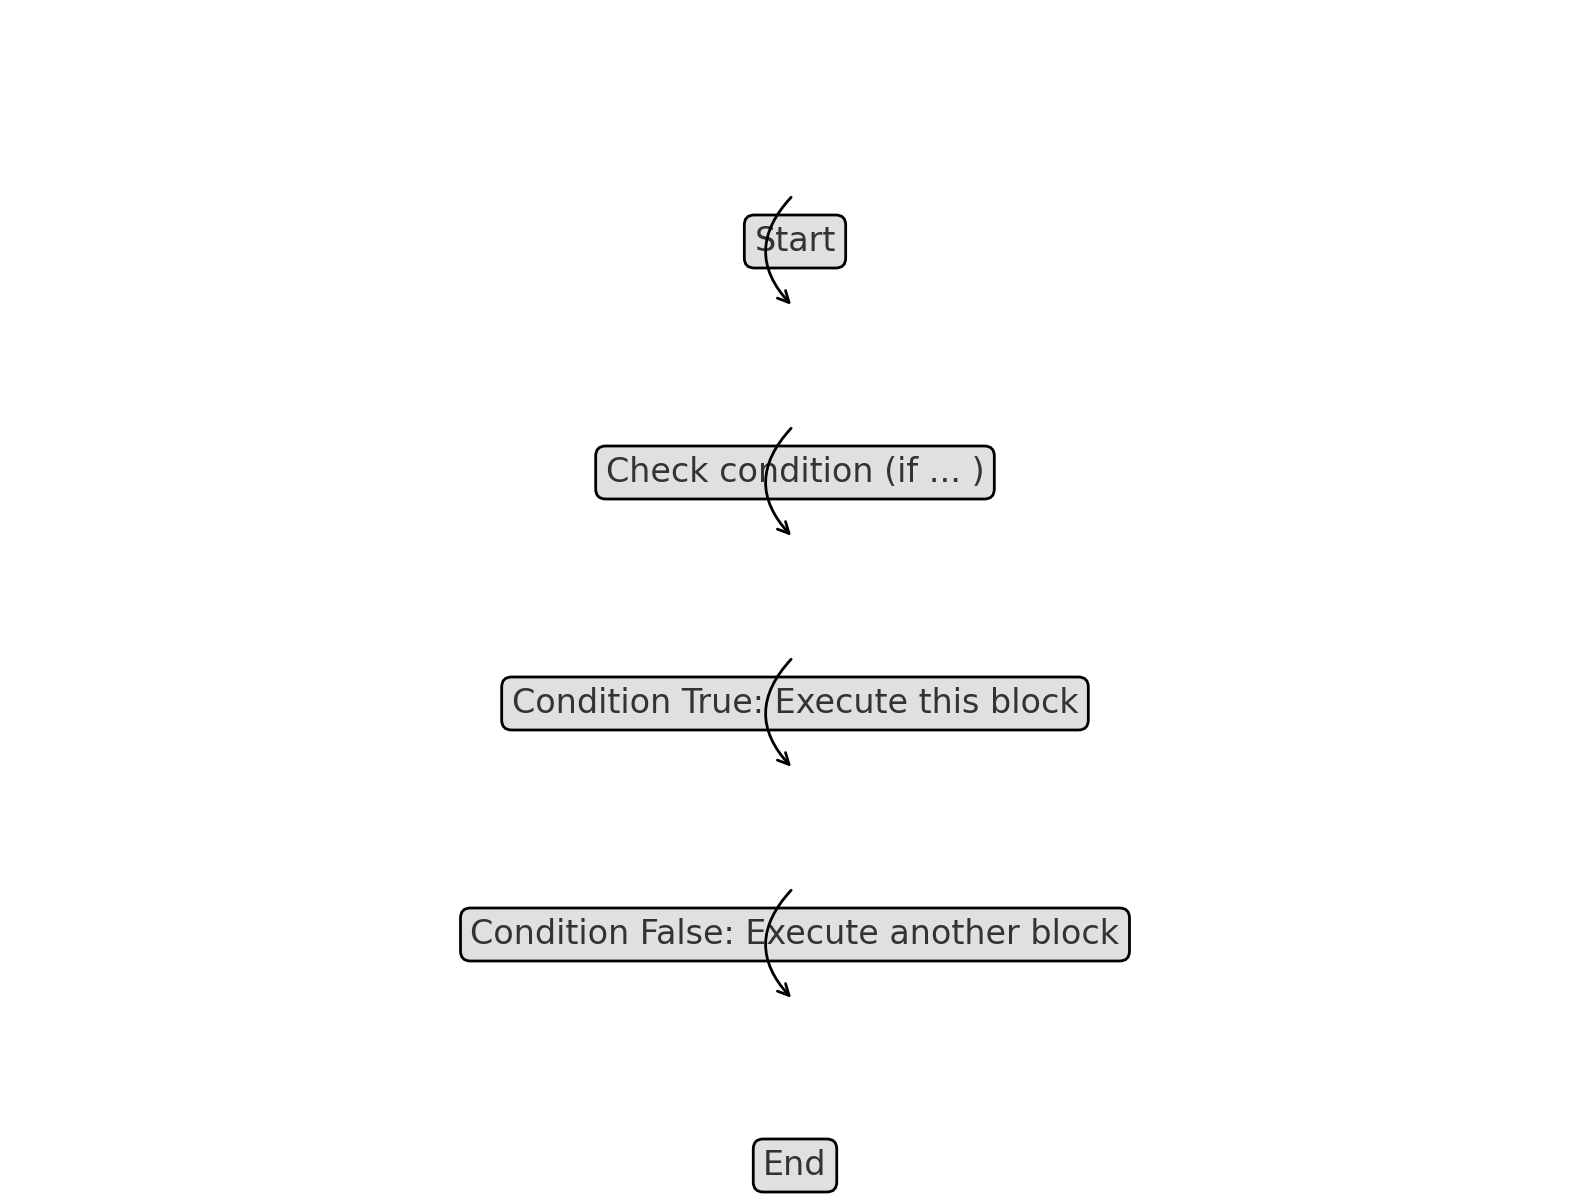 Start
Check condition (if ... )
Condition True: Execute this block
Condition False: Execute another block
End